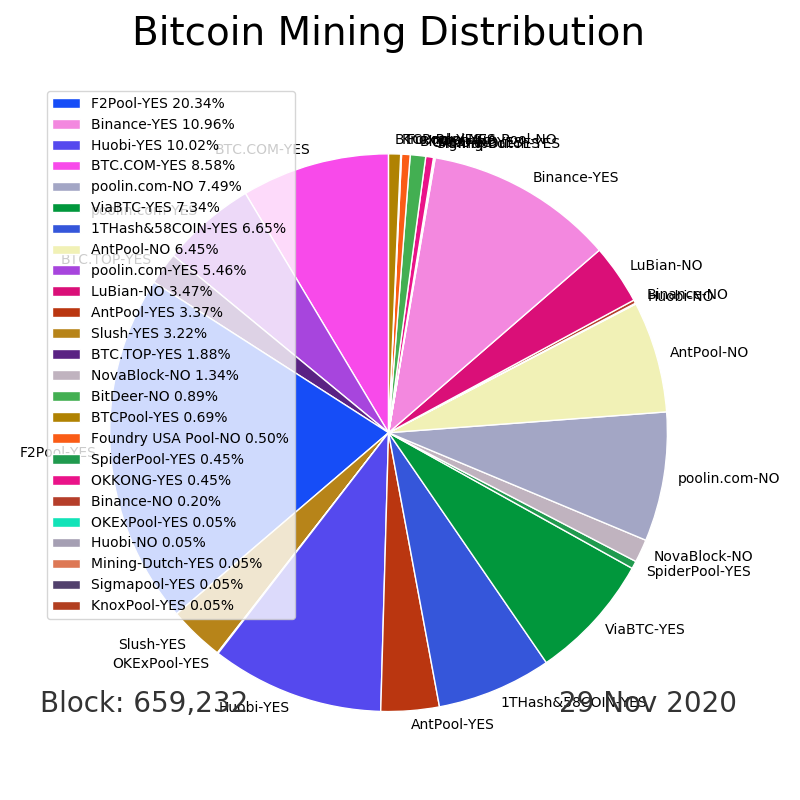 Bitcoin Mining Distribution
F2Pool-YES 20.34%
Binance-YES 10.96%
Huobi-YES 10.02%
BTC.COM-YES 8.58%
poolin.com-NO 7.49%
ViaBTC-YES 7.34%
1THash&58COIN-YES 6.65%
AntPool-NO 6.45%
poolin.com-YES 5.46%
LuBian-NO 3.47%
AntPool-YES 3.37%
Slush-YES 3.22%
BTC.TOP-YES 1.88%
NovaBlock-NO 1.34%
BitDeer-NO 0.89%
BTCPool-YES 0.69%
Foundry USA Pool-NO 0.50%
SpiderPool-YES 0.45%
OKKONG-YES 0.45%
Binance-NO 0.20%
OKExPool-YES 0.05%
Huobi-NO 0.05%
Mining-Dutch-YES 0.05%
Sigmapool-YES 0.05%
KnoxPool-YES 0.05%
BTC.COM-YES
poolin.com-YES
BTC.TOP-YES
F2Pool-YES
Slush-YES
OKExPool-YES
Huobi-YES
AntPool-YES
1THash&58COIN-YES
ViaBTC-YES
SpiderPool-YES
NovaBlock-NO
poolin.com-NO
AntPool-NO
Huobi-NO
Binance-NO
LuBian-NO
Binance-YES
Block: 659,232
29 Nov 2020